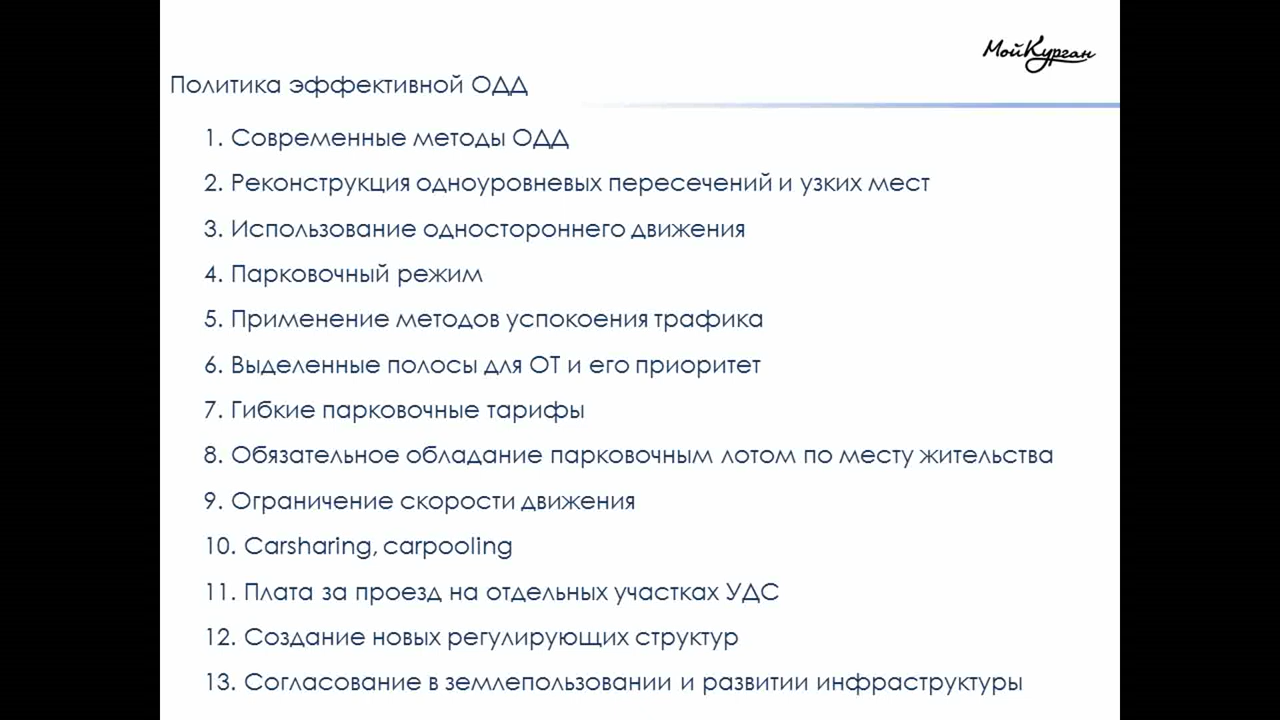 МойКурган
Политика эффективной ОДД
1. Современные методы ОДД
2. Реконструкция одноуровневых пересечений и узких мест
3. Использование одностороннего движения
4. Парковочный режим
5. Применение методов успокоения трафика
6. Выделенные полосы для ОТ и его приоритет
7. Гибкие парковочные тарифы
8. Обязательное обладание парковочным лотом по месту жительства
9. Ограничение скорости движения
10. Carsharing, carpooling
11. Плата за проезд на отдельных участках УДС
12. Создание новых регулирующих структур
13. Согласование в землепользовании и развитии инфраструктуры